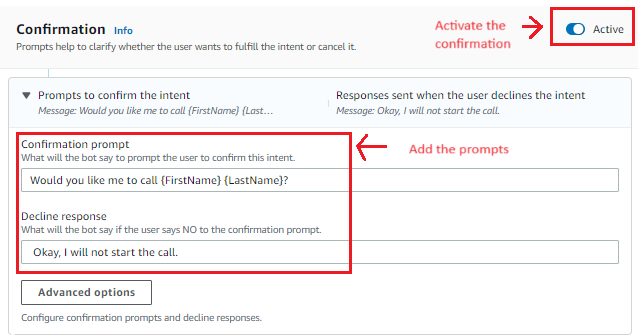 Confirmation Info
Prompts help to clarify whether the user wants to fulfill the intent or cancel it.
Activate the
confirmation
Active
Prompts to confirm the intent
Message: Would you like me to call {FirstName} {Last...
Responses sent when the user declines the intent
Message: Okay, I will not start the call.
Confirmation prompt
What will the bot say to prompt the user to confirm this intent.
Add the prompts
Would you like me to call {FirstName} {LastName}?
Decline response
What will the bot say if the user says NO to the confirmation prompt.
Okay, I will not start the call.
Advanced options
Configure confirmation prompts and decline responses.